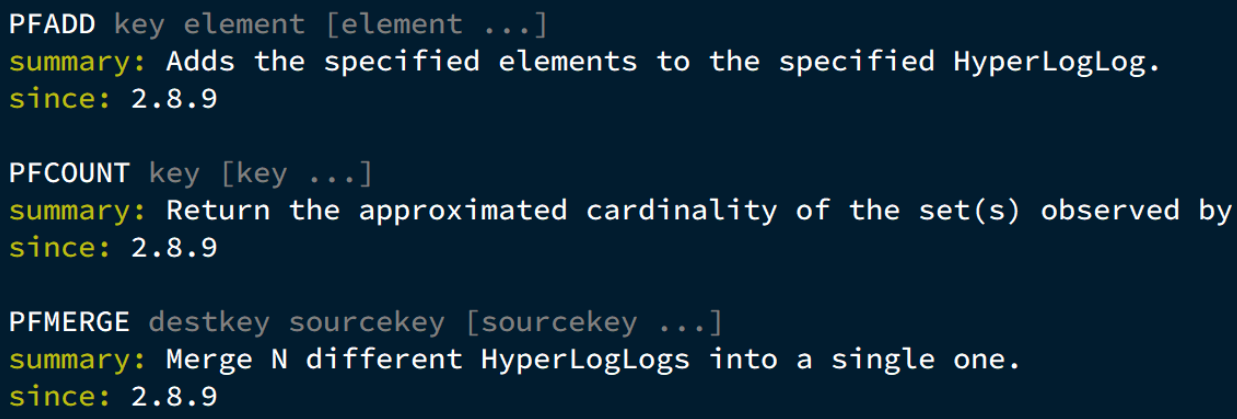 PFADD key element [element ...]
summary: Adds the specified elements to the specified HyperLogLog.
since: 2.8.9
PFCOUNT key [key ...]
summary: Return the approximated cardinality of the set(s) observed by
since: 2.8.9
PFMERGE destkey sourcekey [sourcekey ...]
summary: Merge N different HyperLogLogs into a single one.
since: 2.8.9